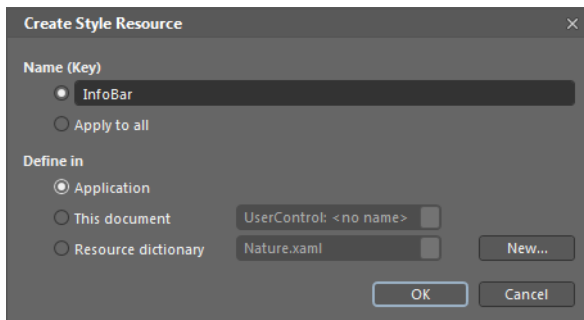 Create Style Resource
Name (Key)
InfoBar
Apply to all
Define in
Application
This document UserControl: <no name>
Resource dictionary Nature.xaml New...
OK Cancel